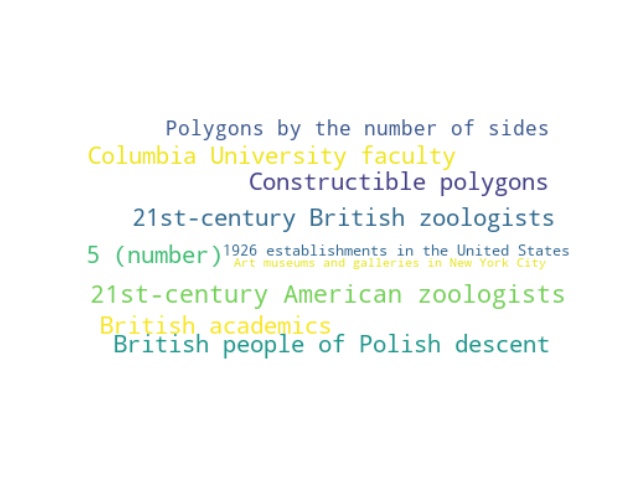 Polygons by the number of sides
Columbia University faculty
Constructible polygons
21st-century British zoologists
5 (number)
1926 establishments in the United States
Art museums and galleries in New York City
21st-century American zoologists
British academics
British people of Polish descent